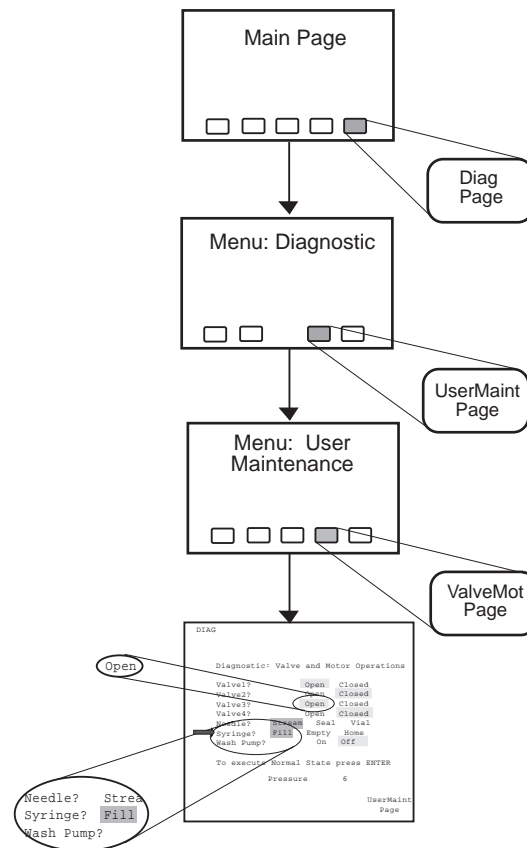 Main Page
Diag
Page
Menu: Diagnostic
UserMaint
Page
Menu: User
Maintenance
ValveMot
Page
DIAG
Open
Diagnostic: Valve and Motor Operations
Valve1? Open Closed
Valve2? Open Closed
Valve3? Open Closed
Valve4? Open Closed
Needle? Stream Seal Vial
Syringe? Fill Empty Home
Wash Pump? On Off
To execute Normal State press ENTER
Pressure 6
UserMaint
Page
Needle? Strea
Syringe? Fill
Wash Pump?